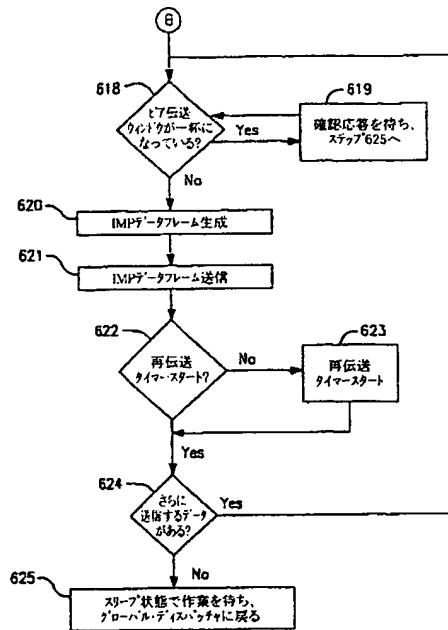 6
618
ピア伝送
ウィンドウが一杯に
なっている?
Yes
No
619
確認応答を待ち、
ステップ625へ
620
IMPデータフレーム生成
621
IMPデータフレーム送信
622
再伝送
タイマー・スタート?
No
Yes
623
再伝送
タイマースタート
624
さらに
送信するデータ
がある?
Yes
No
625
スリープ状態で作業を待ち、
グローバル・ディスパッチャに戻る